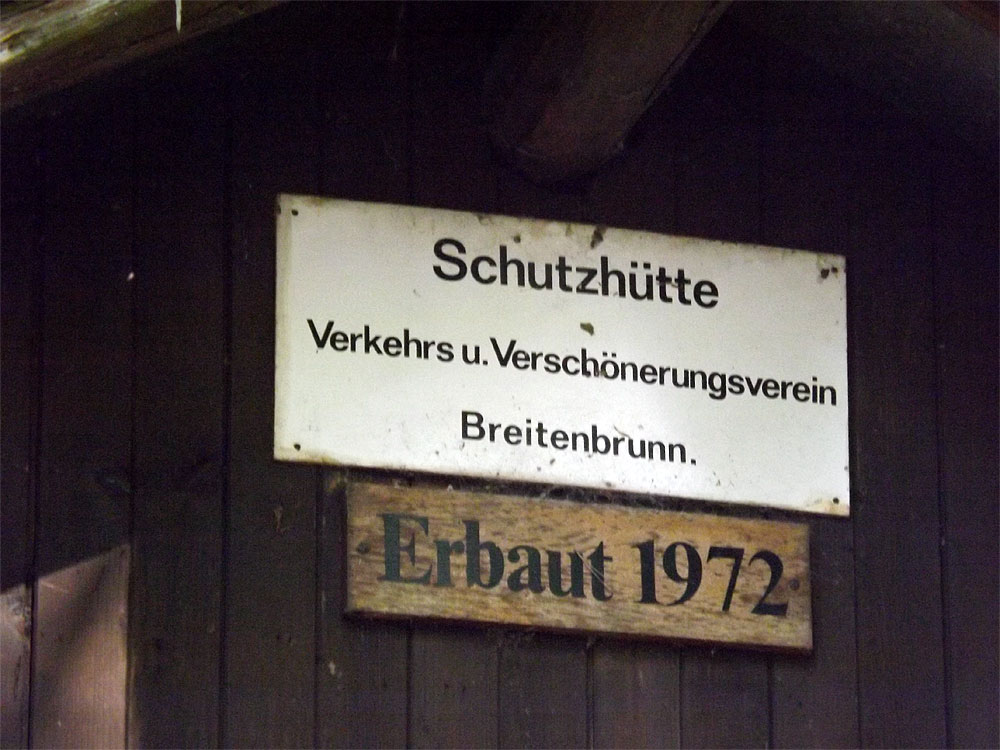 Schutzhütte
Verkehrs u. Verschönerungsverein
Breitenbrunn.
Erbaut 1972